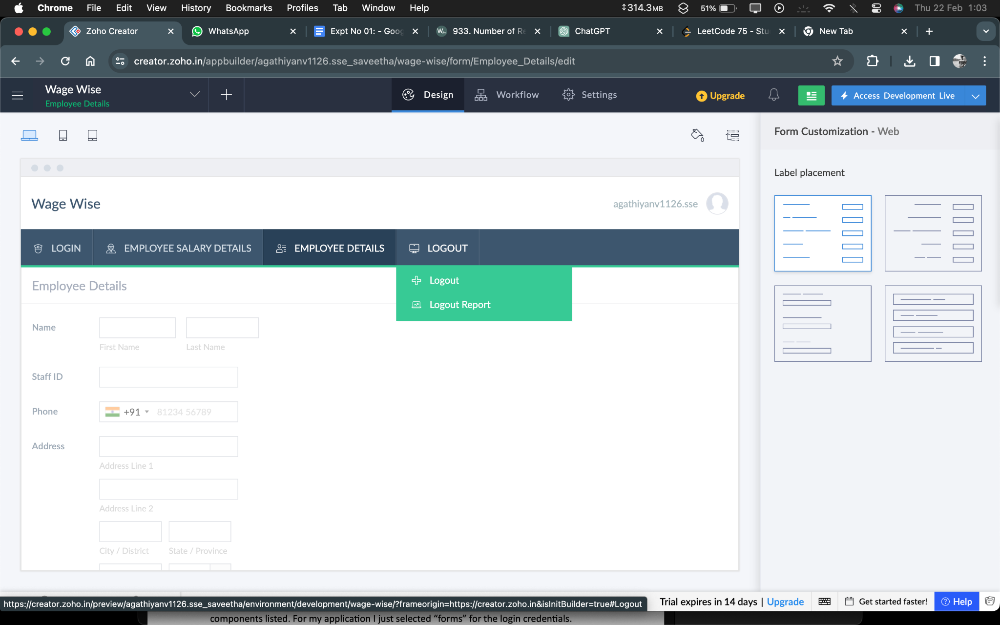 Chrome File Edit View History Bookmarks Profiles Tab Window Help 314.3MB 51% Thu 22 Feb 1:03
Zoho Creator WhatsApp Expt No 01: - Goog 933. Number of Re ChatGPT LeetCode 75 - Stu New Tab
creator.zoho.in/appbuilder/agathiyanv1126.sse_saveetha/wage-wise/form/Employee_Details/edit
Wage Wise
Employee Details
Design Workflow Settings Upgrade Access Development Live
Form Customization - Web
Label placement
Wage Wise
agathiyanv1126.sse
LOGIN EMPLOYEE SALARY DETAILS EMPLOYEE DETAILS LOGOUT
Logout
Logout Report
Employee Details
Name
First Name Last Name
Staff ID
Phone +91 81234 56789
Address
Address Line 1
Address Line 2
City / District State / Province
https://creator.zoho.in/preview/agathiyanv1126.sse_saveetha/environment/development/wage-wise/?frameorigin=https://creator.zoho.in&isInitBuilder=true#Logout
Trial expires in 14 days | Upgrade Get started faster! Help
components listed. For my application I just selected “forms” for the login credentials.